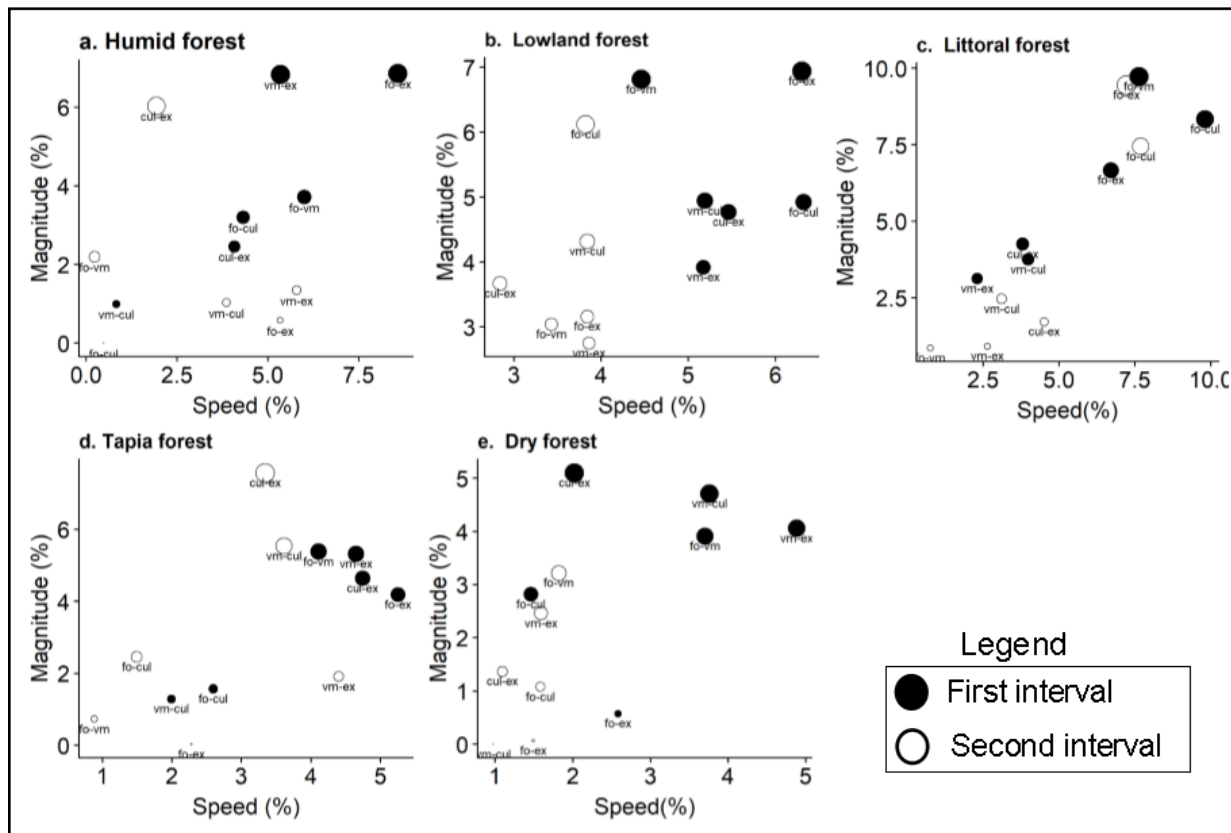 a. Humid forest
Magnitude (%)
6
4
2
0
vm-ex
fo-ex
cul-ex
fo-vm
fo-cul
cul-ex
fo-vm
vm-cul
vm-cul
vm-ex
fo-ex
fo-cul
0.0 2.5 5.0 7.5
Speed (%)
b. Lowland forest
Magnitude (%)
7
6
5
4
3
fo-vm
fo-ex
fo-cul
vm-cul
cul-ex
fo-cul
vm-cul
vm-ex
cul-ex
fo-vm
fo-ex
vm-ex
3 4 5 6
Speed (%)
c. Littoral forest
Magnitude (%)
10.0
7.5
5.0
2.5
fo-vm
fo-ex
fo-cul
fo-cul
fo-ex
cul-ex
vm-cul
vm-ex
vm-cul
cul-ex
fo-vm
vm-ex
2.5 5.0 7.5 10.0
Speed(%)
d. Tapia forest
Magnitude (%)
6
4
2
0
cul-ex
vm-cul
fo-vm
vm-ex
cul-ex
fo-ex
fo-cul
vm-ex
vm-cul
fo-cul
fo-vm
fo-ex
1 2 3 4 5
Speed (%)
e. Dry forest
Magnitude (%)
5
4
3
2
1
0
cul-ex
vm-cul
fo-vm
vm-ex
fo-vm
fo-cul
vm-ex
cul-ex
fo-cul
fo-ex
vm-cul
fo-ex
1 2 3 4 5
Speed(%)
Legend
First interval
Second interval